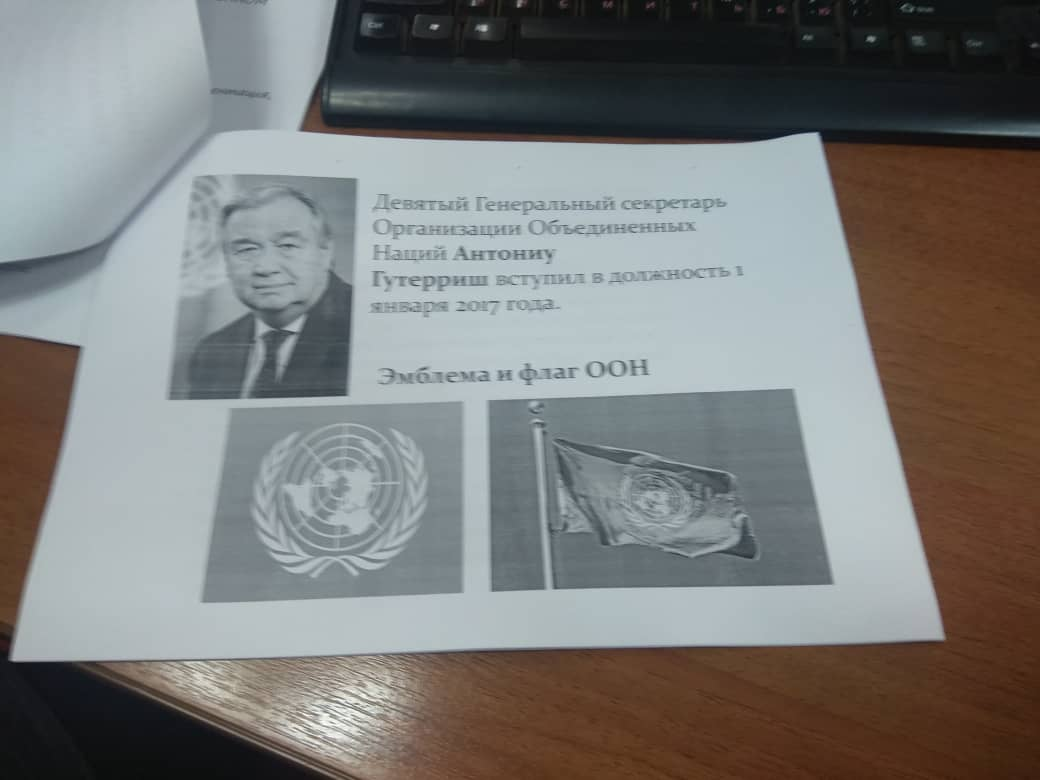 Девятый Генеральный секретарь
Организации Объединенных
Наций Антониу
Гутерриш вступил в должность 1
января 2017 года.
Эмблема и флаг ООН